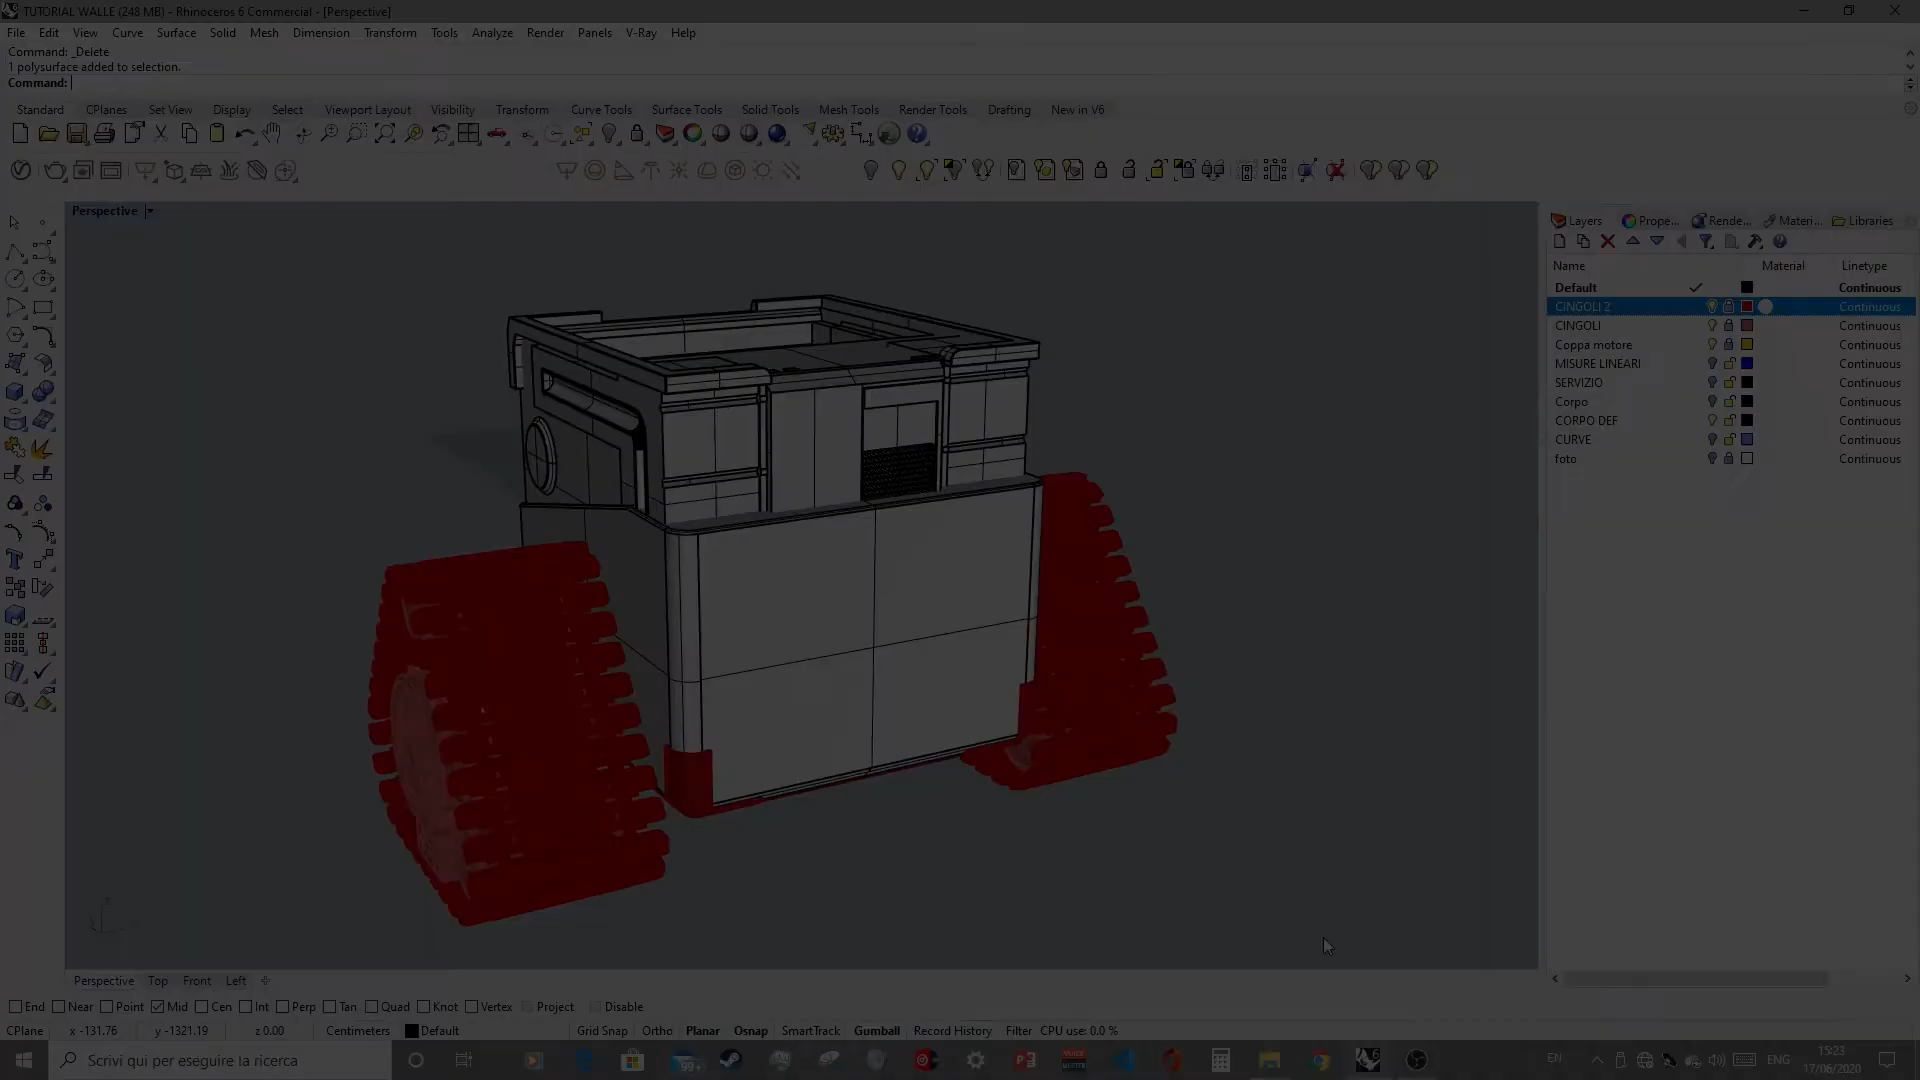 TUTORIAL WALLE (248 MB) - Rhinoceros 6 Commercial - [Perspective]
File Edit View Curve Surface Solid Mesh Dimension Transform Tools Analyze Render Panels V-Ray Help
Command: _Delete
1 polysurface added to selection.
Command:
Standard CPlanes Set View Display Select Viewport Layout Visibility Transform Curve Tools Surface Tools Solid Tools Mesh Tools Render Tools Drafting New in V6
Perspective
Layers Prope... Rende... Materi... Libraries
Name Material Linetype
Default Continuous
CINGOLI 2 Continuous
CINGOLI Continuous
Coppa motore Continuous
MISURE LINEARI Continuous
SERVIZIO Continuous
Corpo Continuous
CORPO DEF Continuous
CURVE Continuous
foto Continuous
Perspective Top Front Left
End Near Point Mid Cen Int Perp Tan Quad Knot Vertex Project Disable
CPlane x -131.76 y -1321.19 z 0.00 Centimeters Default Grid Snap Ortho Planar Osnap SmartTrack Gumball Record History Filter CPU use: 0.0 %
Scrivi qui per eseguire la ricerca 99+ EN ENG 15:23
17/06/2020